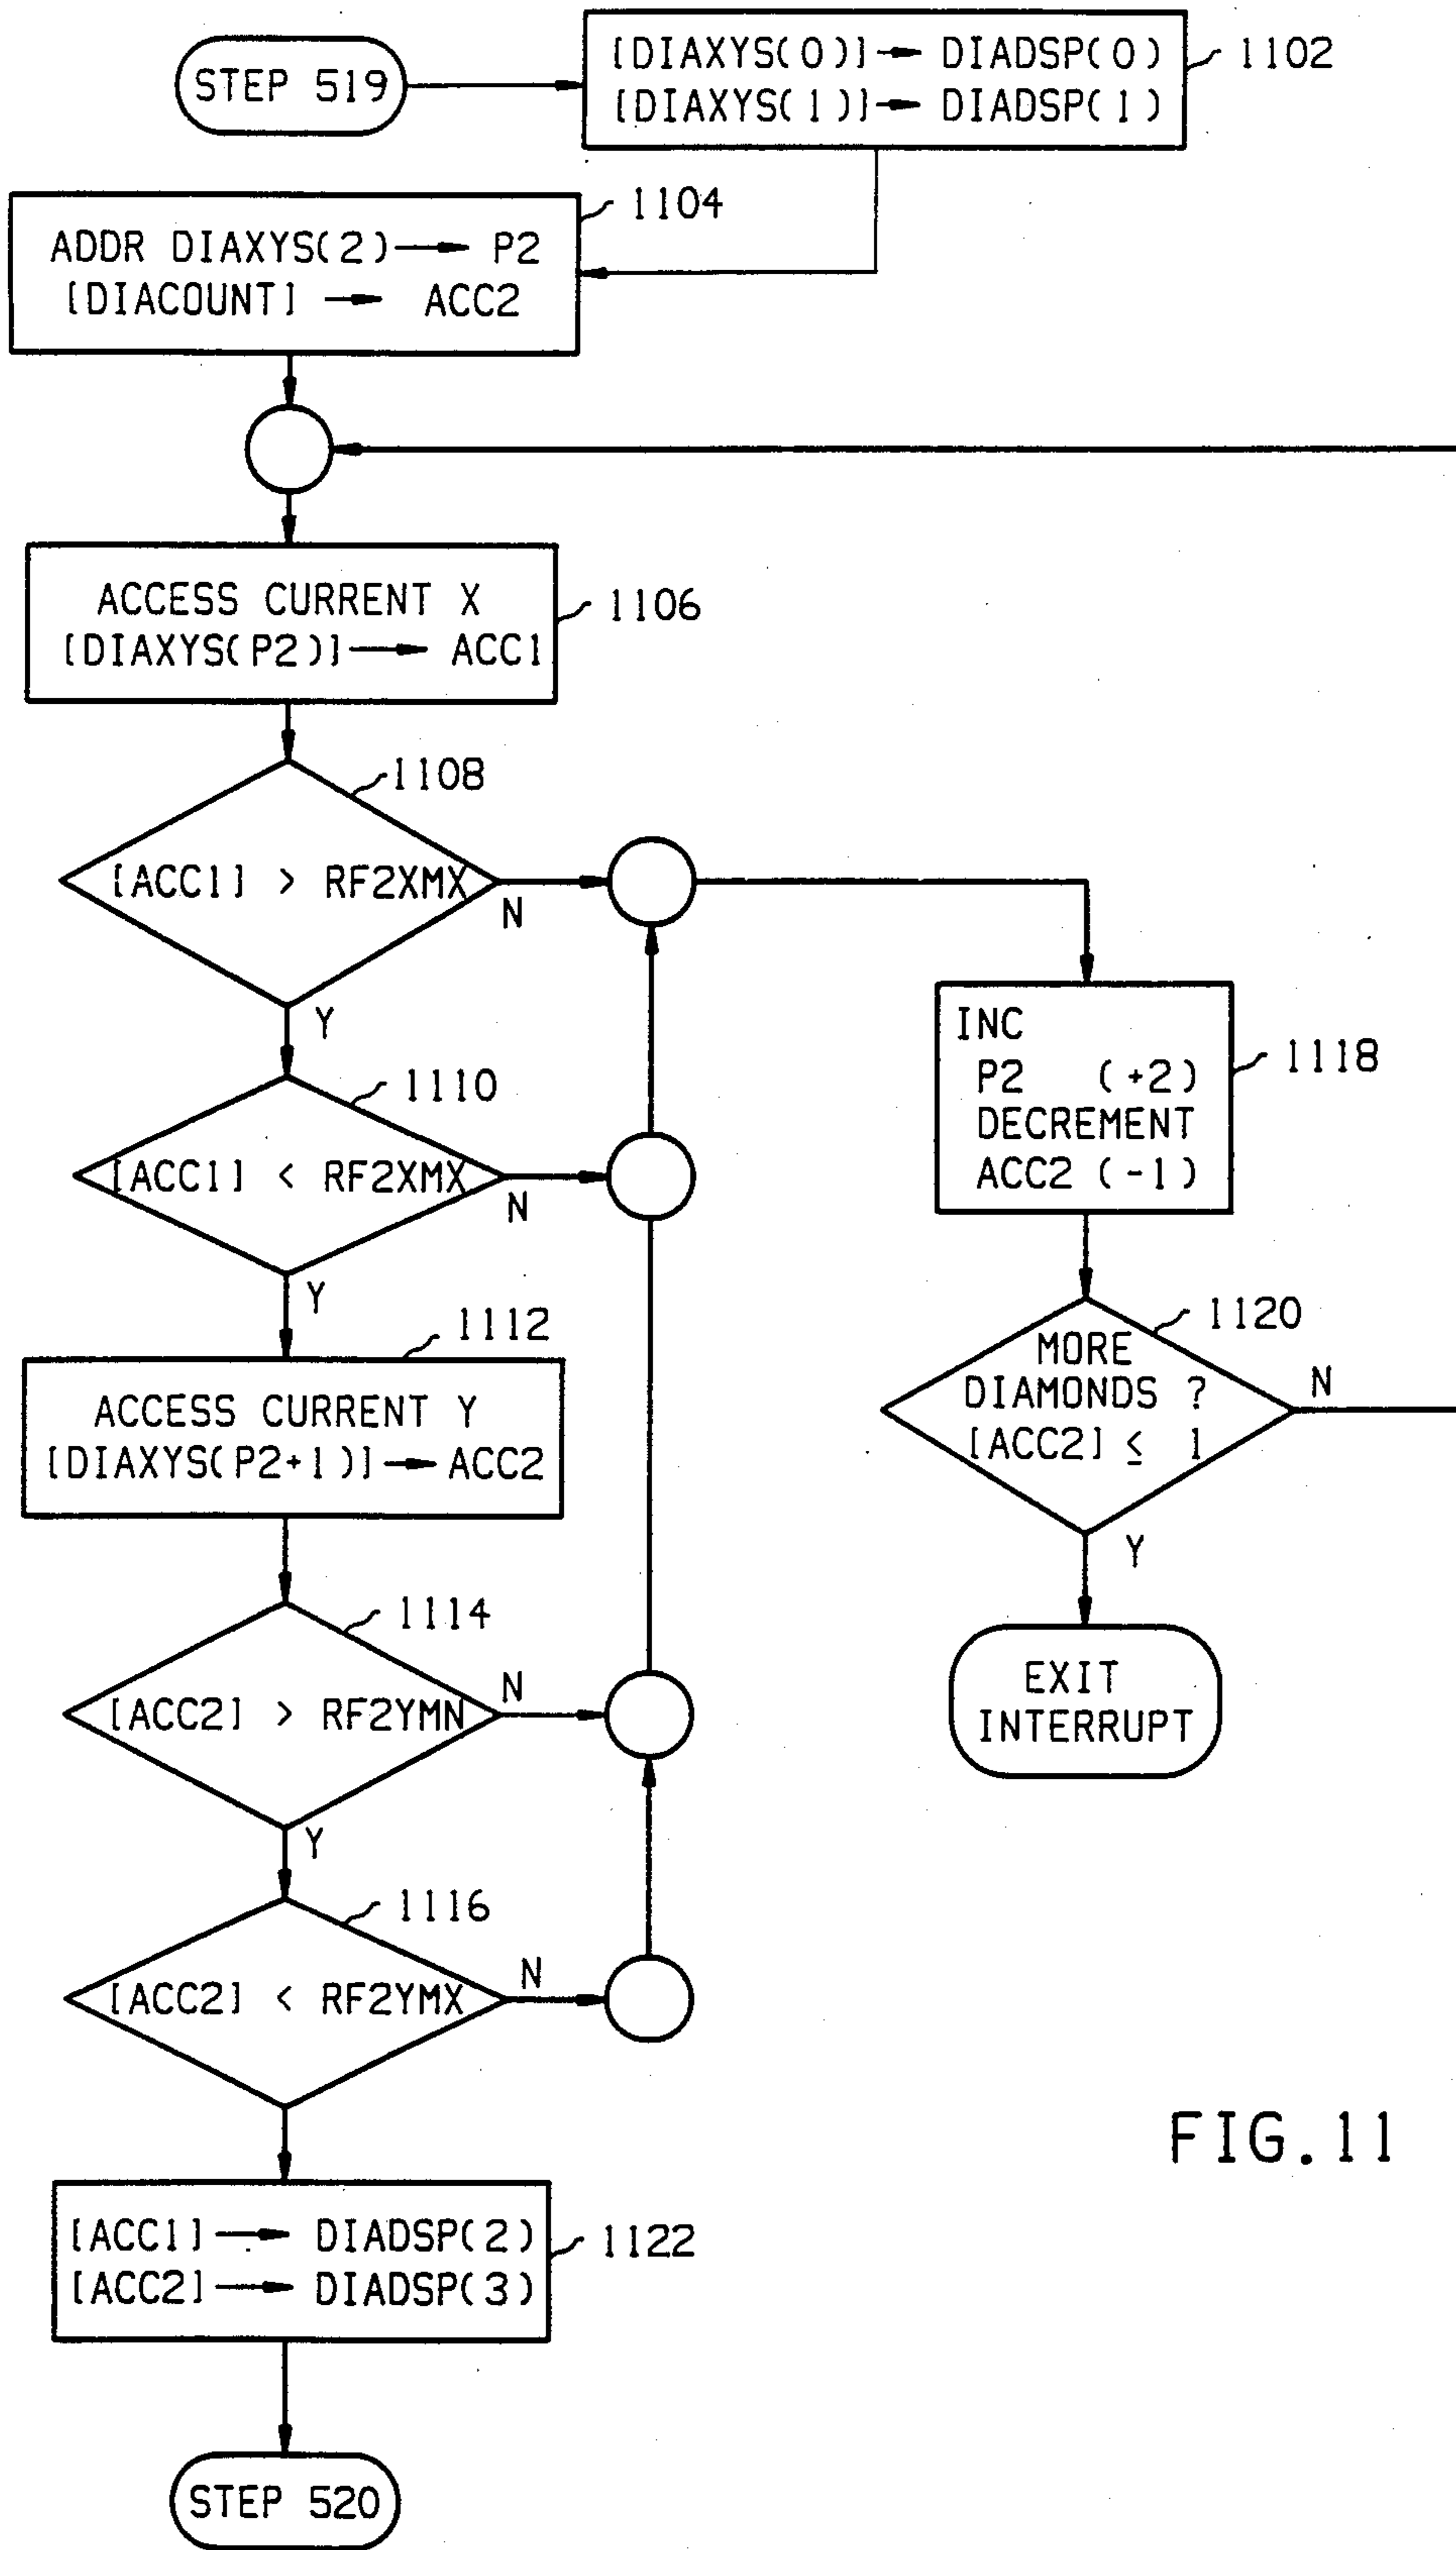 STEP 519
[DIAXYS(0)] → DIADSP(0)
[DIAXYS(1)] → DIADSP(1)
1102
1104
ADDR DIAXYS(2) → P2
[DIACOUNT] → ACC2
ACCESS CURRENT X
[DIAXYS(P2)] → ACC1
1106
1108
[ACC1] > RF2XMX
N
Y
1110
[ACC1] < RF2XMX
N
Y
1112
ACCESS CURRENT Y
[DIAXYS(P2+1)] → ACC2
1114
[ACC2] > RF2YMN
N
Y
1116
[ACC2] < RF2YMX
N
[ACC1] → DIADSP(2)
[ACC2] → DIADSP(3)
1122
STEP 520
INC
P2 (+2)
DECREMENT
ACC2 (-1)
1118
1120
MORE
DIAMONDS ?
[ACC2] ≤ 1
N
Y
EXIT
INTERRUPT
FIG.11